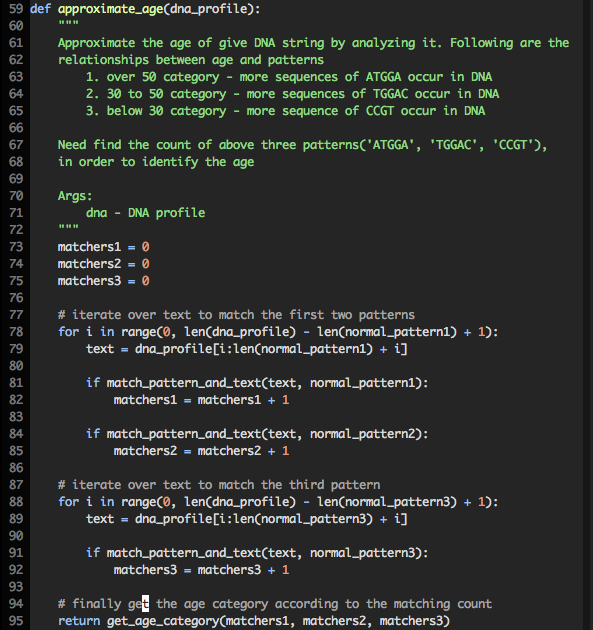 59 def approximate_age(dna_profile):
60     """
61     Approximate the age of give DNA string by analyzing it. Following are the
62     relationships between age and patterns
63         1. over 50 category - more sequences of ATGGA occur in DNA
64         2. 30 to 50 category - more sequences of TGGAC occur in DNA
65         3. below 30 category - more sequence of CCGT occur in DNA
66
67     Need find the count of above three patterns('ATGGA', 'TGGAC', 'CCGT'),
68     in order to identify the age
69
70     Args:
71         dna - DNA profile
72     """
73     matchers1 = 0
74     matchers2 = 0
75     matchers3 = 0
76
77     # iterate over text to match the first two patterns
78     for i in range(0, len(dna_profile) - len(normal_pattern1) + 1):
79         text = dna_profile[i:len(normal_pattern1) + i]
80
81         if match_pattern_and_text(text, normal_pattern1):
82             matchers1 = matchers1 + 1
83
84         if match_pattern_and_text(text, normal_pattern2):
85             matchers2 = matchers2 + 1
86
87     # iterate over text to match the third pattern
88     for i in range(0, len(dna_profile) - len(normal_pattern3) + 1):
89         text = dna_profile[i:len(normal_pattern3) + i]
90
91         if match_pattern_and_text(text, normal_pattern3):
92             matchers3 = matchers3 + 1
93
94     # finally get the age category according to the matching count
95     return get_age_category(matchers1, matchers2, matchers3)